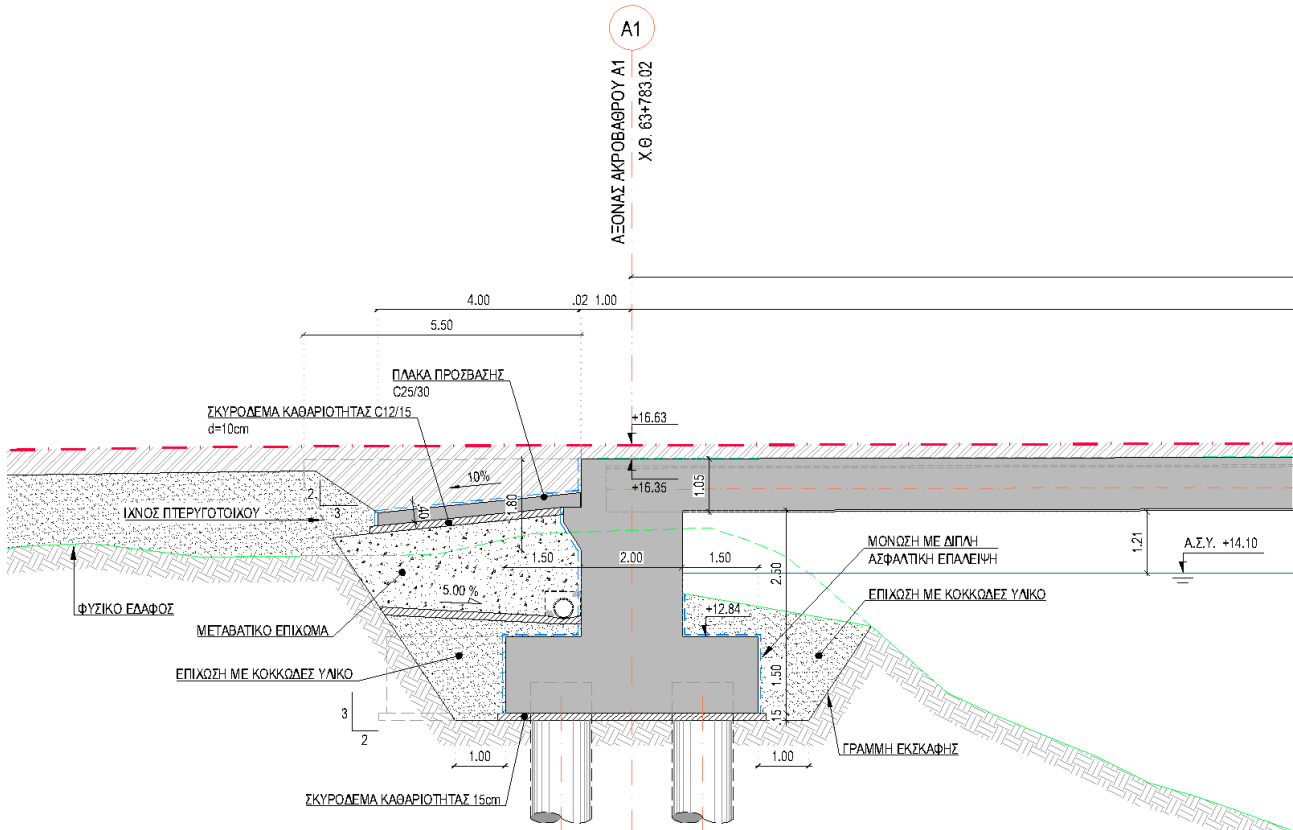 A1
ΑΞΟΝΑΣ ΑΚΡΟΒΑΘΡΟΥ A1
Χ.Θ. 63+783.02
4.00
.02
1.00
5.50
ΠΛΑΚΑ ΠΡΟΣΒΑΣΗΣ
C25/30
ΣΚΥΡΟΔΕΜΑ ΚΑΘΑΡΙΟΤΗΤΑΣ C12/15
d=10cm
+16.63
+16.35
10%
1.05
1.80
.40
2
3
ΙΧΝΟΣ ΠΤΕΡΥΓΟΤΟΙΧΟΥ
1.50
2.00
1.50
2.50
1.21
ΜΟΝΩΣΗ ΜΕ ΔΙΠΛΗ
ΑΣΦΑΛΤΙΚΗ ΕΠΑΛΕΙΨΗ
Α.Σ.Υ. +14.10
5.00 %
ΕΠΙΧΩΣΗ ΜΕ ΚΟΚΚΩΔΕΣ ΥΛΙΚΟ
ΦΥΣΙΚΟ ΕΔΑΦΟΣ
+12.84
ΜΕΤΑΒΑΤΙΚΟ ΕΠΙΧΩΜΑ
ΕΠΙΧΩΣΗ ΜΕ ΚΟΚΚΩΔΕΣ ΥΛΙΚΟ
1.50
.15
3
2
1.00
1.00
ΓΡΑΜΜΗ ΕΚΣΚΑΦΗΣ
ΣΚΥΡΟΔΕΜΑ ΚΑΘΑΡΙΟΤΗΤΑΣ 15cm